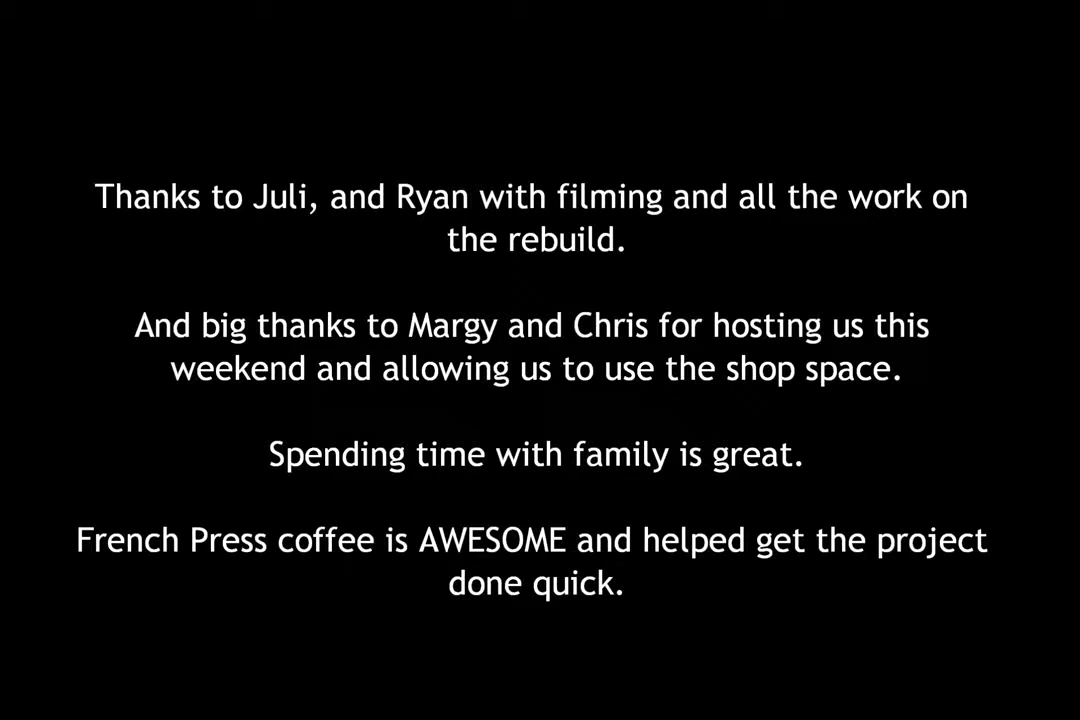 Thanks to Juli, and Ryan with filming and all the work on
the rebuild.
And big thanks to Margy and Chris for hosting us this
weekend and allowing us to use the shop space.
Spending time with family is great.
French Press coffee is AWESOME and helped get the project
done quick.